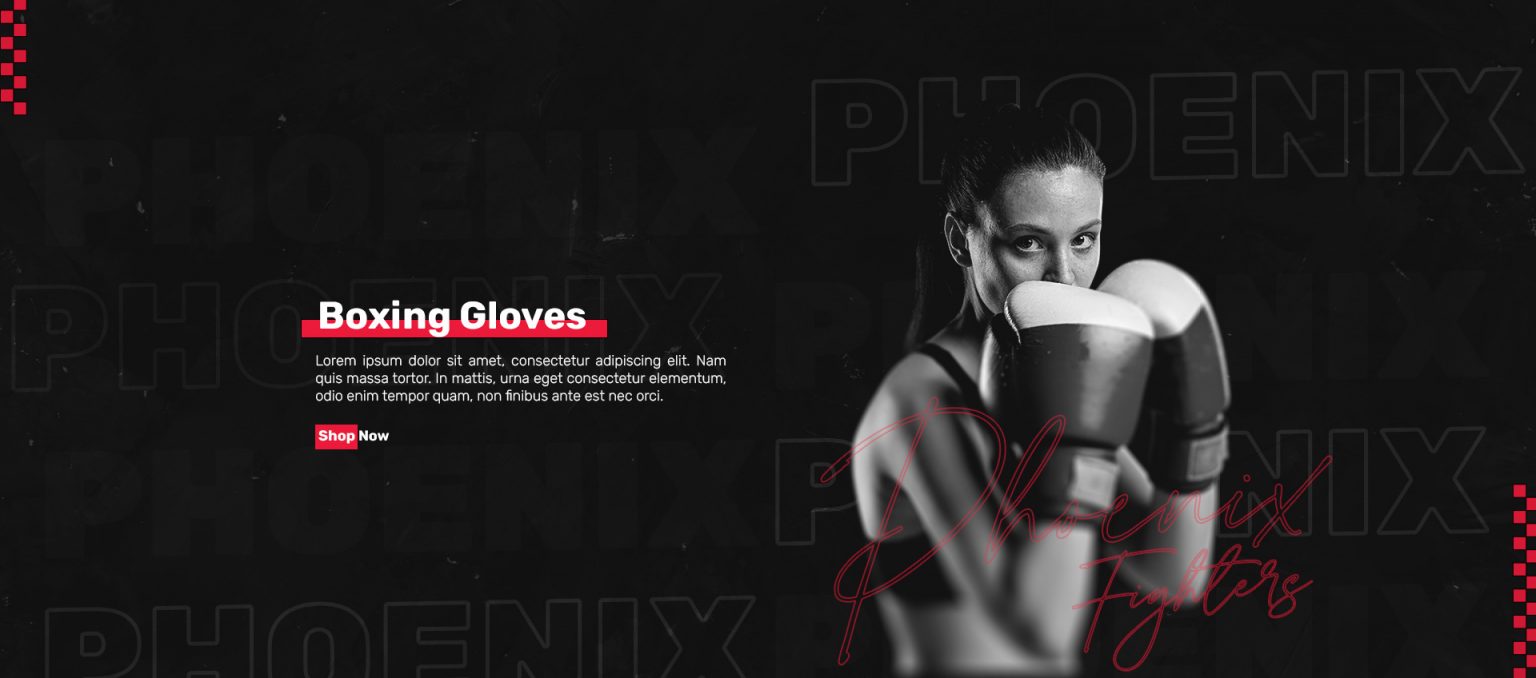 PHOENIX
PHOENIX
PHOENIX
PHOENIX
Boxing Gloves
Lorem ipsum dolor sit amet, consectetur adipiscing elit. Nam
quis massa tortor. In mattis, urna eget consectetur elementum,
odio enim tempor quam, non finibus ante est nec orci.
Shop Now
PHOENIX
PHOENIX
PHOENIX
Phoenix
Fighters
PHOENIX
PHOENIX